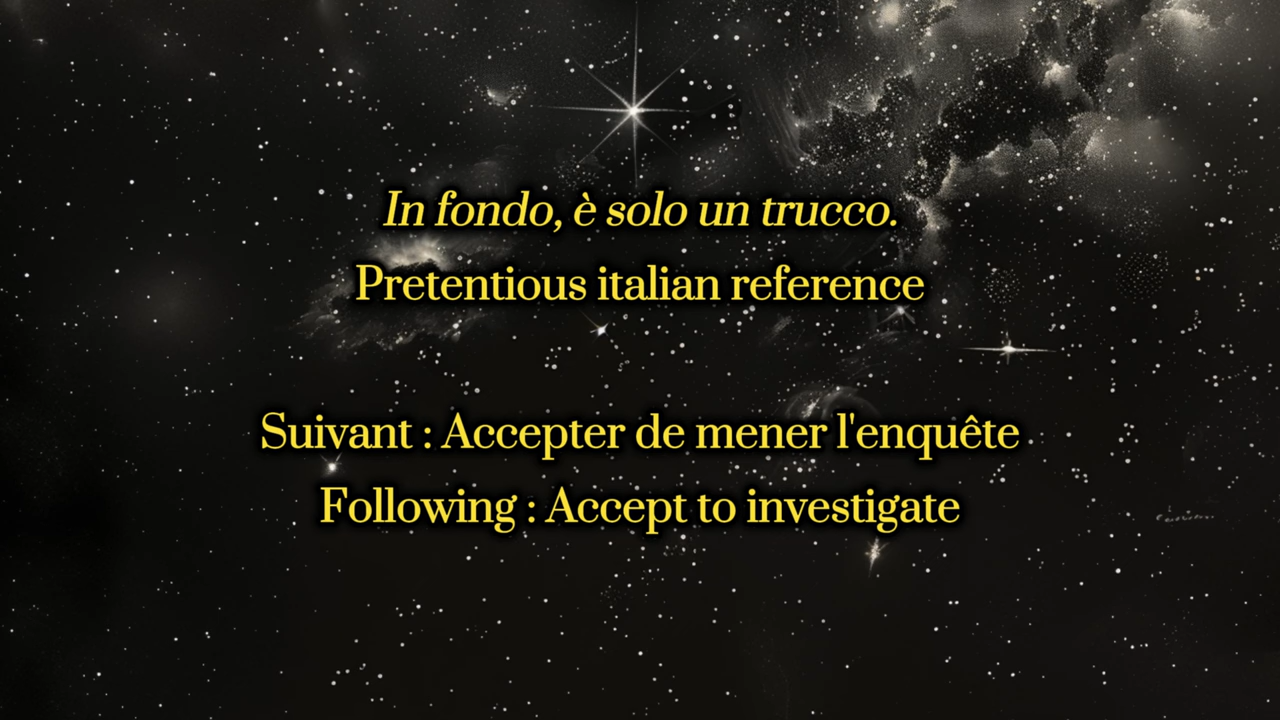 In fondo, è solo un trucco.
Pretentious italian reference
Suivant : Accepter de mener l'enquête
Following : Accept to investigate